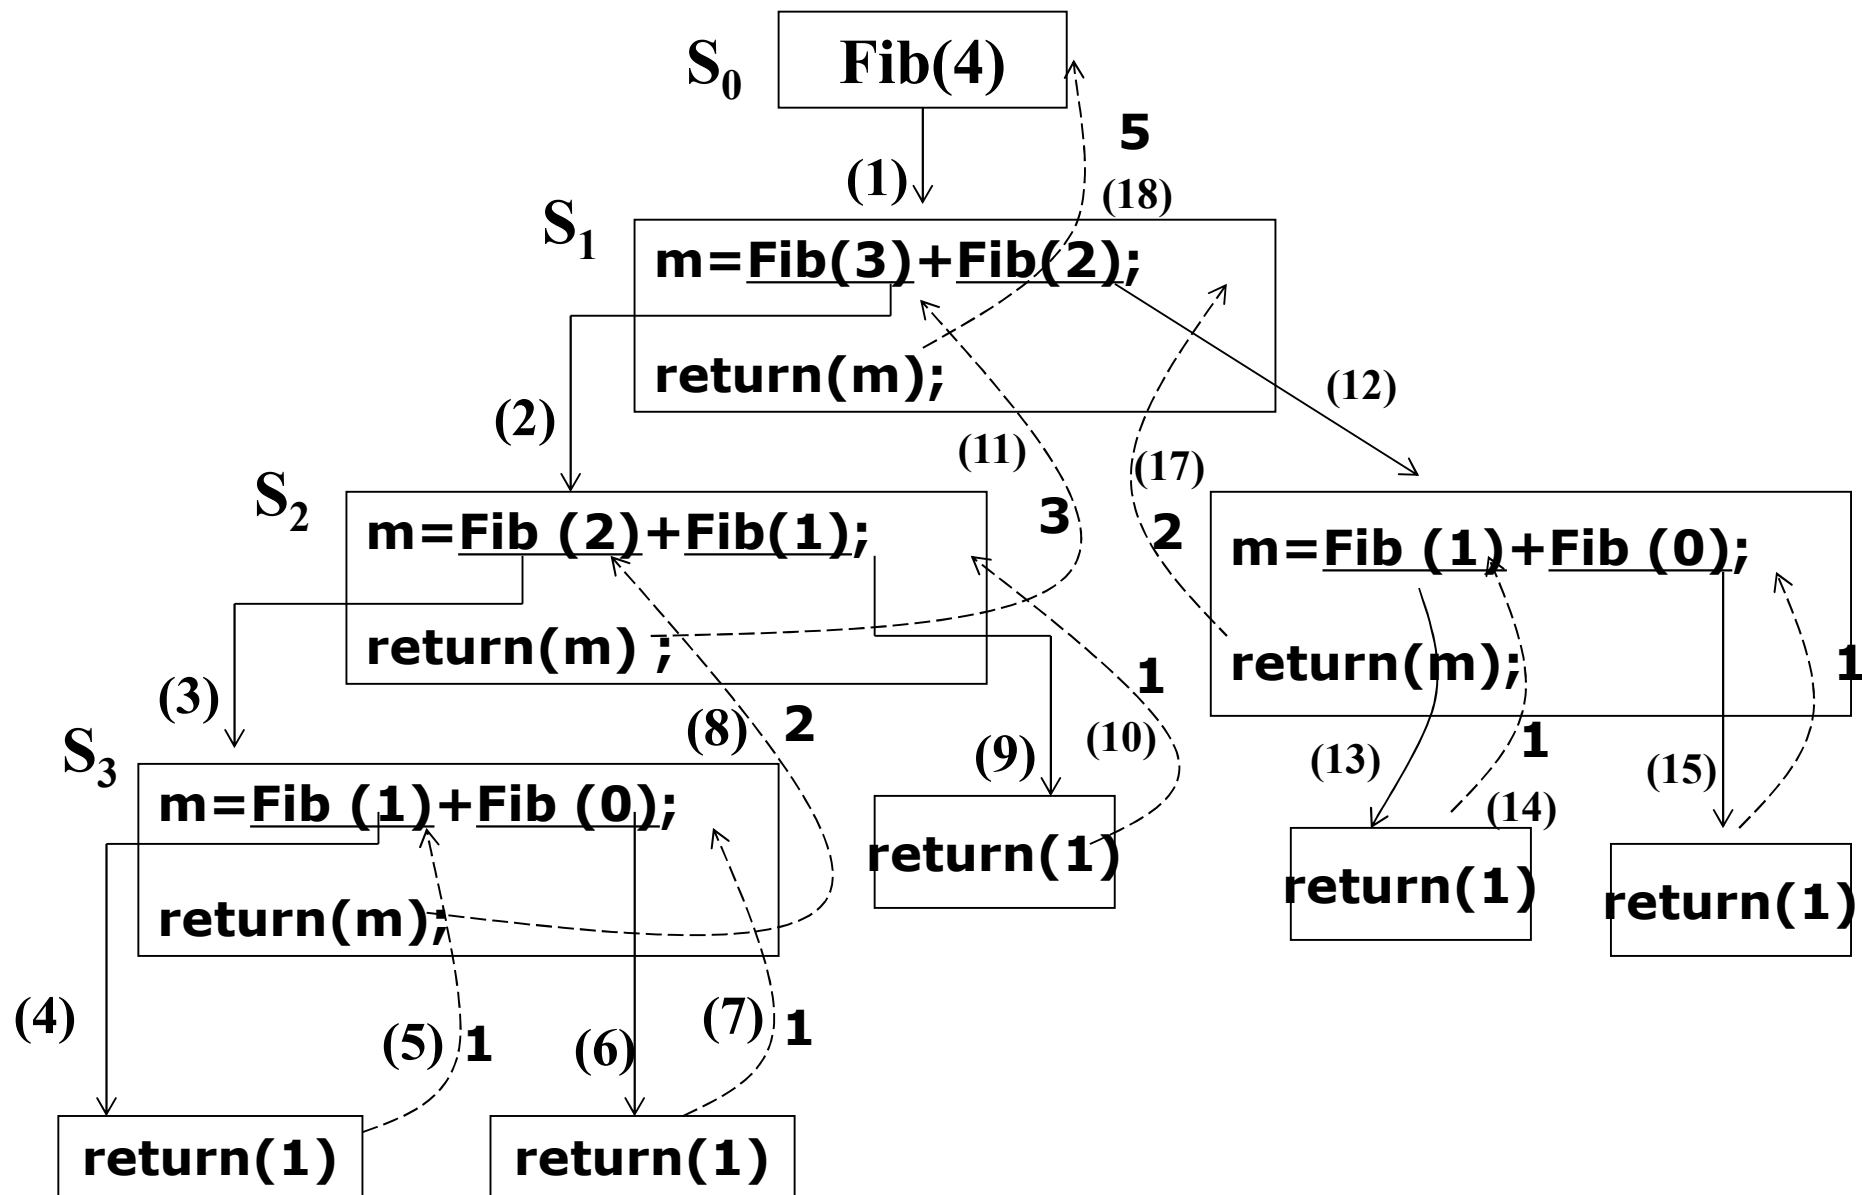 S0 Fib(4)
5
(1)
(18)
S1
m=Fib(3)+Fib(2);
return(m);
(12)
(2)
(11)
(17)
S2
3
2
m=Fib (2)+Fib(1);
m=Fib (1)+Fib (0);
return(m) ;
return(m);
1
1
(3)
(8)
2
(9)
(10)
(13)
1
(15)
S3
m=Fib (1)+Fib (0);
(14)
return(1)
return(1)
return(1)
return(m);
(4)
(5)
1
(6)
(7)
1
return(1)
return(1)